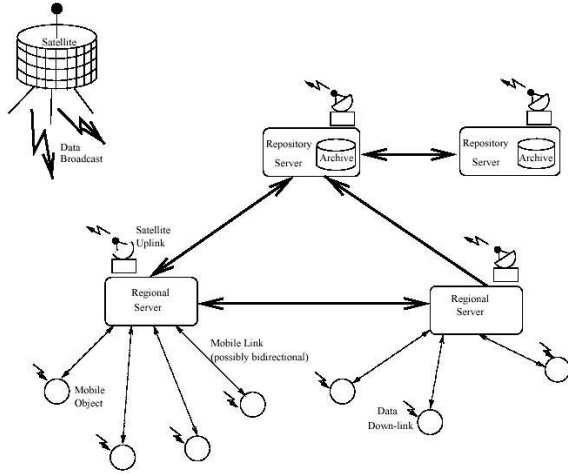 Satellite
Data
Broadcast
Repository
Server
Archive
Repository
Server
Archive
Satellite
Uplink
Regional
Server
Regional
Server
Mobile Link
(possibly bidirectional)
Mobile
Object
Data
Down-link